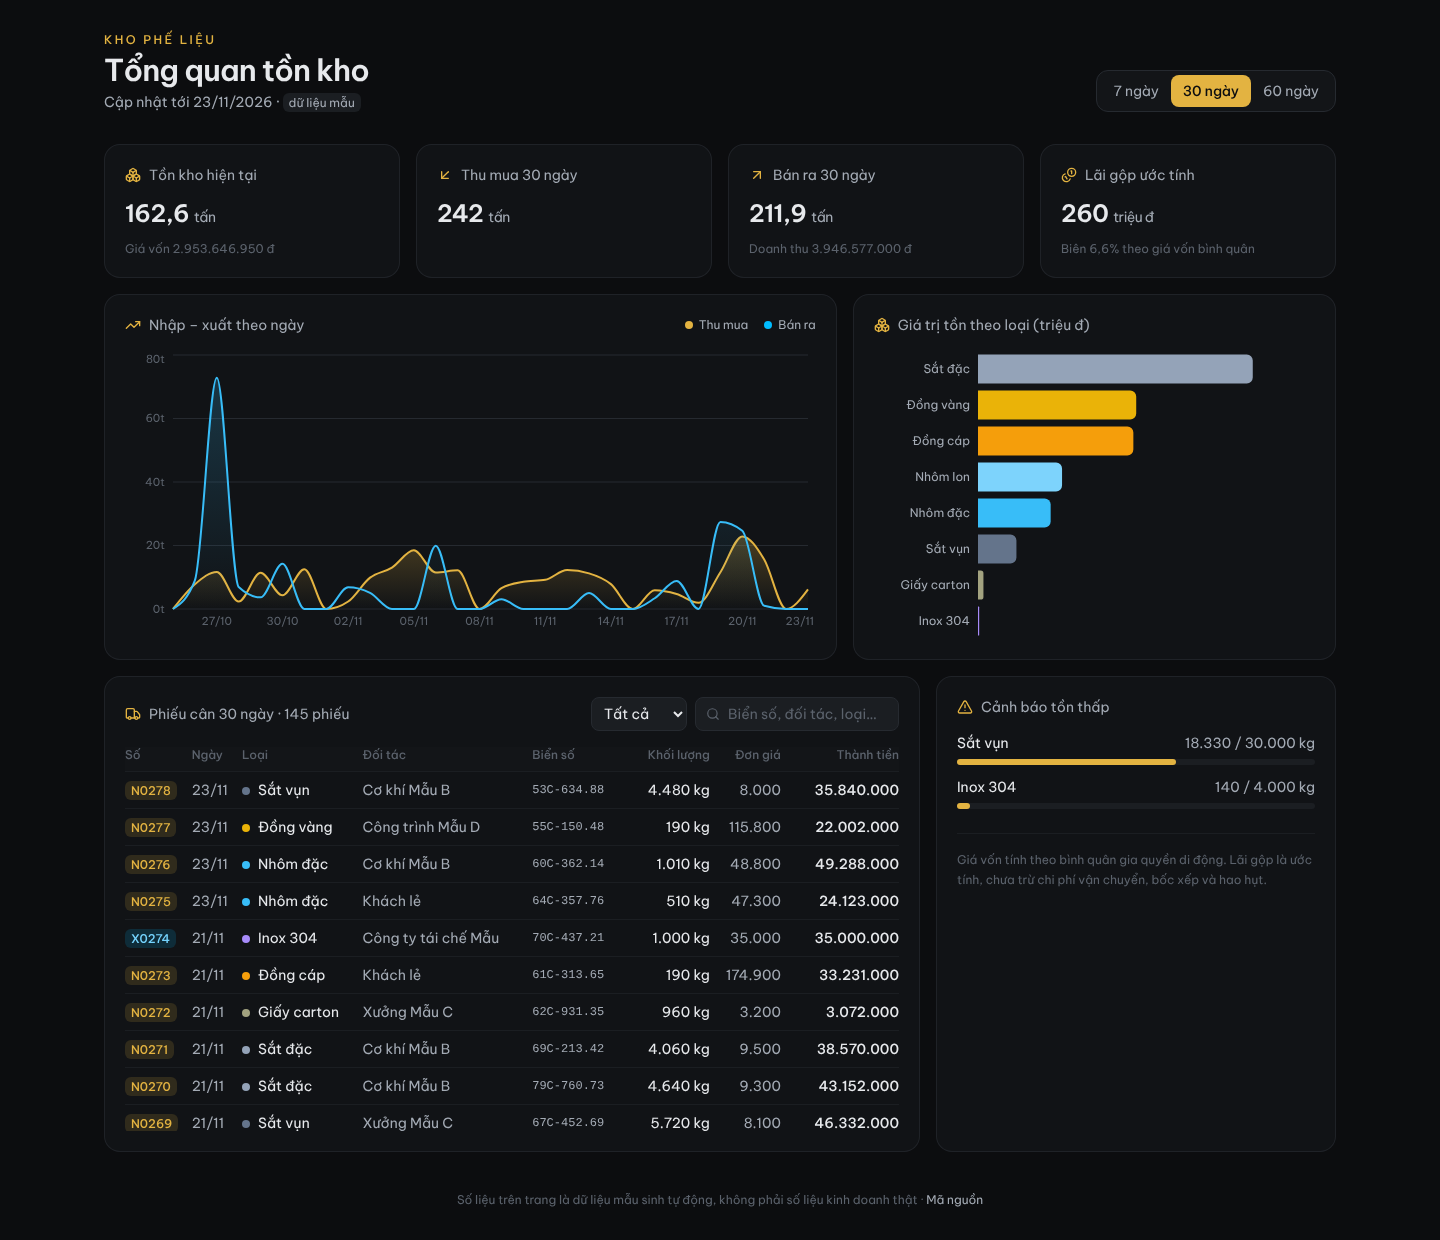 KHO PHẾ LIỆU
Tổng quan tồn kho
Cập nhật tới 23/11/2026 · dữ liệu mẫu
7 ngày 30 ngày 60 ngày
Tồn kho hiện tại
162,6 tấn
Giá vốn 2.953.646.950 đ
Thu mua 30 ngày
242 tấn
Bán ra 30 ngày
211,9 tấn
Doanh thu 3.946.577.000 đ
Lãi gộp ước tính
260 triệu đ
Biên 6,6% theo giá vốn bình quân
Nhập – xuất theo ngày
Thu mua Bán ra
80t
60t
40t
20t
0t
27/10 30/10 02/11 05/11 08/11 11/11 14/11 17/11 20/11 23/11
Giá trị tồn theo loại (triệu đ)
Sắt đặc
Đồng vàng
Đồng cáp
Nhôm lon
Nhôm đặc
Sắt vụn
Giấy carton
Inox 304
Phiếu cân 30 ngày · 145 phiếu
Tất cả Biển số, đối tác, loại...
Số Ngày Loại Đối tác Biển số Khối lượng Đơn giá Thành tiền
N0278 23/11 Sắt vụn Cơ khí Mẫu B 53C-634.88 4.480 kg 8.000 35.840.000
N0277 23/11 Đồng vàng Công trình Mẫu D 55C-150.48 190 kg 115.800 22.002.000
N0276 23/11 Nhôm đặc Cơ khí Mẫu B 60C-362.14 1.010 kg 48.800 49.288.000
N0275 23/11 Nhôm đặc Khách lẻ 64C-357.76 510 kg 47.300 24.123.000
X0274 21/11 Inox 304 Công ty tái chế Mẫu 70C-437.21 1.000 kg 35.000 35.000.000
N0273 21/11 Đồng cáp Khách lẻ 61C-313.65 190 kg 174.900 33.231.000
N0272 21/11 Giấy carton Xưởng Mẫu C 62C-931.35 960 kg 3.200 3.072.000
N0271 21/11 Sắt đặc Cơ khí Mẫu B 69C-213.42 4.060 kg 9.500 38.570.000
N0270 21/11 Sắt đặc Cơ khí Mẫu B 79C-760.73 4.640 kg 9.300 43.152.000
N0269 21/11 Sắt vụn Xưởng Mẫu C 67C-452.69 5.720 kg 8.100 46.332.000
Cảnh báo tồn thấp
Sắt vụn 18.330 / 30.000 kg
Inox 304 140 / 4.000 kg
Giá vốn tính theo bình quân gia quyền di động. Lãi gộp là ước
tính, chưa trừ chi phí vận chuyển, bốc xếp và hao hụt.
Số liệu trên trang là dữ liệu mẫu sinh tự động, không phải số liệu kinh doanh thật · Mã nguồn